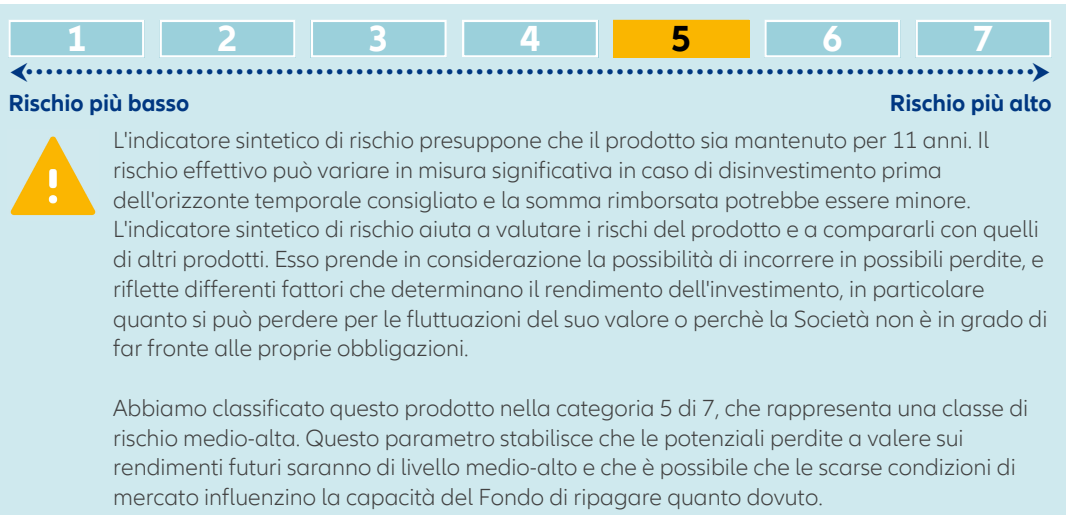 1 2 3 4 5 6 7
Rischio più basso Rischio più alto
L'indicatore sintetico di rischio presuppone che il prodotto sia mantenuto per 11 anni. Il
rischio effettivo può variare in misura significativa in caso di disinvestimento prima
dell'orizzonte temporale consigliato e la somma rimborsata potrebbe essere minore.
L'indicatore sintetico di rischio aiuta a valutare i rischi del prodotto e a compararli con quelli
di altri prodotti. Esso prende in considerazione la possibilità di incorrere in possibili perdite, e
riflette differenti fattori che determinano il rendimento dell'investimento, in particolare
quanto si può perdere per le fluttuazioni del suo valore o perchè la Società non è in grado di
far fronte alle proprie obbligazioni.
Abbiamo classificato questo prodotto nella categoria 5 di 7, che rappresenta una classe di
rischio medio-alta. Questo parametro stabilisce che le potenziali perdite a valere sui
rendimenti futuri saranno di livello medio-alto e che è possibile che le scarse condizioni di
mercato influenzino la capacità del Fondo di ripagare quanto dovuto.